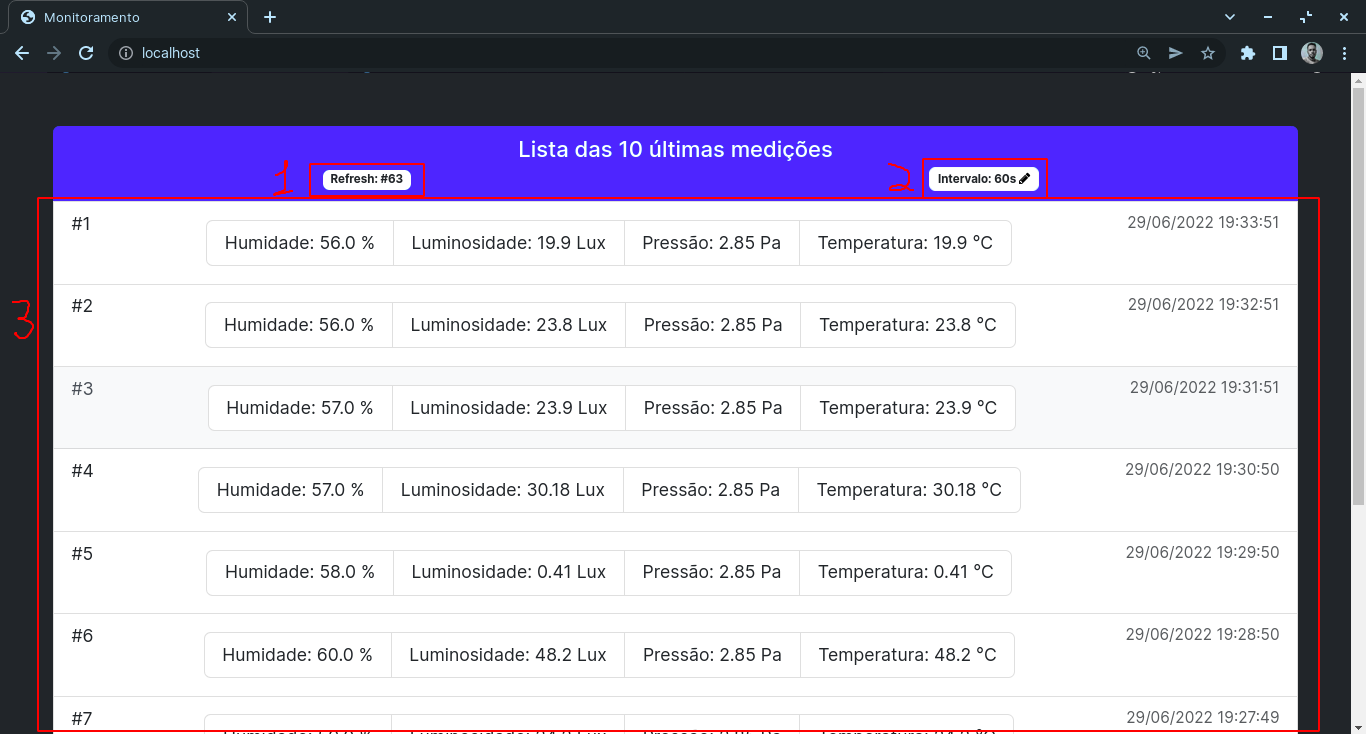 Monitoramento
localhost
Lista das 10 últimas medições
1 Refresh: #63 2 Intervalo: 60s
3
#1 Humidade: 56.0 % Luminosidade: 19.9 Lux Pressão: 2.85 Pa Temperatura: 19.9 °C 29/06/2022 19:33:51
#2 Humidade: 56.0 % Luminosidade: 23.8 Lux Pressão: 2.85 Pa Temperatura: 23.8 °C 29/06/2022 19:32:51
#3 Humidade: 57.0 % Luminosidade: 23.9 Lux Pressão: 2.85 Pa Temperatura: 23.9 °C 29/06/2022 19:31:51
#4 Humidade: 57.0 % Luminosidade: 30.18 Lux Pressão: 2.85 Pa Temperatura: 30.18 °C 29/06/2022 19:30:50
#5 Humidade: 58.0 % Luminosidade: 0.41 Lux Pressão: 2.85 Pa Temperatura: 0.41 °C 29/06/2022 19:29:50
#6 Humidade: 60.0 % Luminosidade: 48.2 Lux Pressão: 2.85 Pa Temperatura: 48.2 °C 29/06/2022 19:28:50
#7 29/06/2022 19:27:49